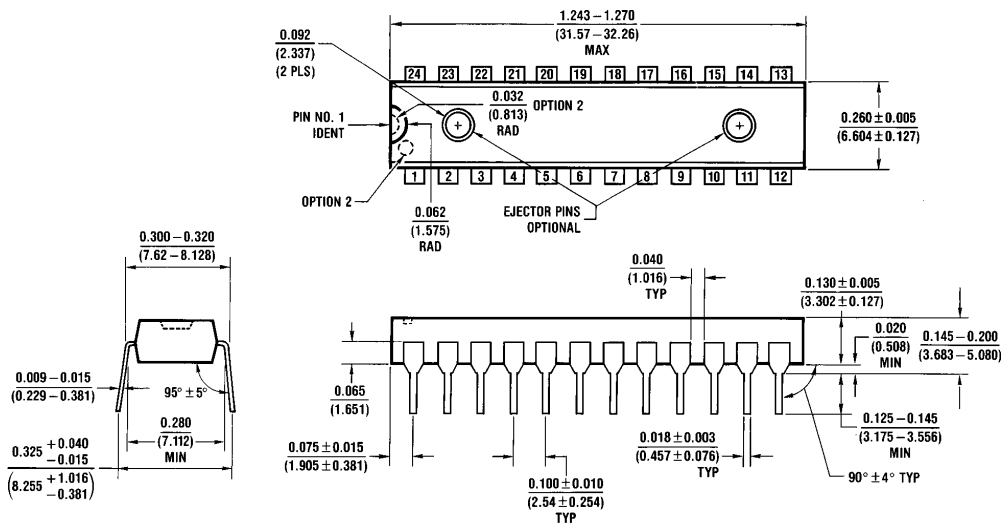 1.243 – 1.270
(31.57 – 32.26)
MAX
0.092
(2.337)
(2 PLS)
24 23 22 21 20 19 18 17 16 15 14 13
0.032
(0.813)
RAD
OPTION 2
PIN NO. 1
IDENT
0.260 ± 0.005
(6.604 ± 0.127)
1 2 3 4 5 6 7 8 9 10 11 12
OPTION 2
0.062
(1.575)
RAD
EJECTOR PINS
OPTIONAL
0.300 – 0.320
(7.62 – 8.128)
0.040
(1.016)
TYP
0.130 ± 0.005
(3.302 ± 0.127)
0.020
(0.508)
MIN
0.145 – 0.200
(3.683 – 5.080)
0.009 – 0.015
(0.229 – 0.381)
95° ± 5°
0.065
(1.651)
0.280
(7.112)
MIN
0.125 – 0.145
(3.175 – 3.556)
MIN
0.325 +0.040
−0.015
(8.255 +1.016
−0.381)
0.075 ± 0.015
(1.905 ± 0.381)
0.018 ± 0.003
(0.457 ± 0.076)
TYP
90° ± 4° TYP
0.100 ± 0.010
(2.54 ± 0.254)
TYP